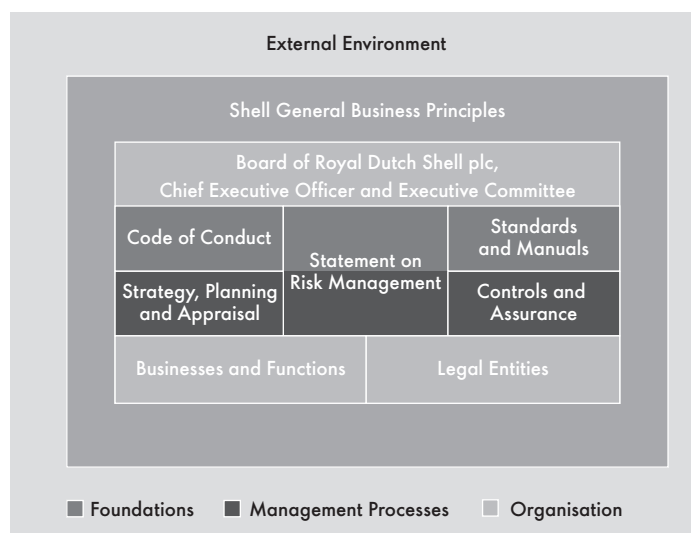 External Environment
Shell General Business Principles
Board of Royal Dutch Shell plc,
Chief Executive Officer and Executive Committee
Code of Conduct
Statement on
Risk Management
Standards
and Manuals
Strategy, Planning
and Appraisal
Controls and
Assurance
Businesses and Functions
Legal Entities
Foundations
Management Processes
Organisation